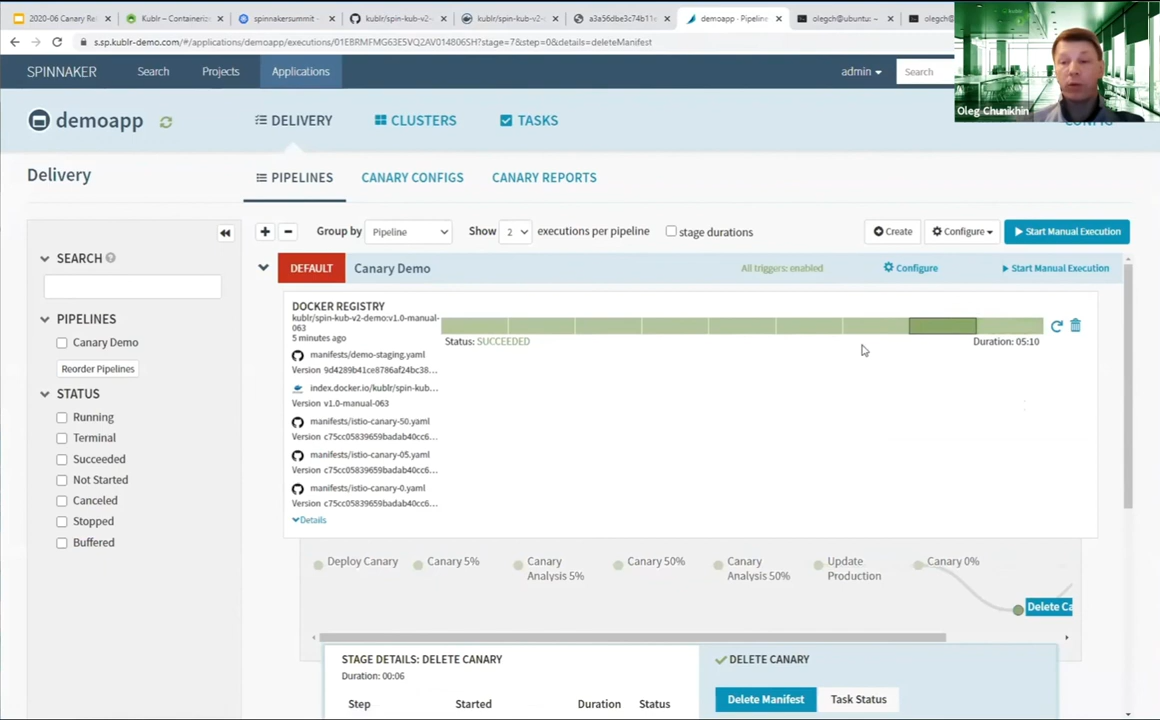 2020-06 Kublr Rad
Kublr – Containeriz
spinnakersummit –
kublr/spin-kub-v2-
kublr/spin-kub-v2-
a3a56dbe3c74b11
demoapp · Pipeline
olegch@ubuntu: ~
olegch@
s.sp.kublr-demo.com/#/applications/demoapp/executions/01EBRMFMG63E5VQ2AV014806SH?stage=7&step=0&details=deleteManifest
SPINNAKER
Search
Projects
Applications
admin
Search
Oleg Chunikhin
demoapp
DELIVERY
CLUSTERS
TASKS
CONFIG
Delivery
PIPELINES
CANARY CONFIGS
CANARY REPORTS
Group by
Pipeline
Show
2
executions per pipeline
stage durations
Create
Configure
Start Manual Execution
SEARCH
PIPELINES
Canary Demo
Reorder Pipelines
STATUS
Running
Terminal
Succeeded
Not Started
Canceled
Stopped
Buffered
DEFAULT
Canary Demo
All triggers: enabled
Configure
Start Manual Execution
DOCKER REGISTRY
kublr/spin-kub-v2-demo:v1.0-manual-
063
5 minutes ago
Status: SUCCEEDED
Duration: 05:10
manifests/demo-staging.yaml
Version 9d4289b41ce8786af24bc38...
index.docker.io/kublr/spin-kub...
Version v1.0-manual-063
manifests/istio-canary-50.yaml
Version c75cc05839659badab40cc6...
manifests/istio-canary-05.yaml
Version c75cc05839659badab40cc6...
manifests/istio-canary-0.yaml
Version c75cc05839659badab40cc6...
Details
Deploy Canary
Canary 5%
Canary
Analysis 5%
Canary 50%
Canary
Analysis 50%
Update
Production
Canary 0%
Delete Ca
STAGE DETAILS: DELETE CANARY
Duration: 00:06
Step
Started
Duration
Status
DELETE CANARY
Delete Manifest
Task Status